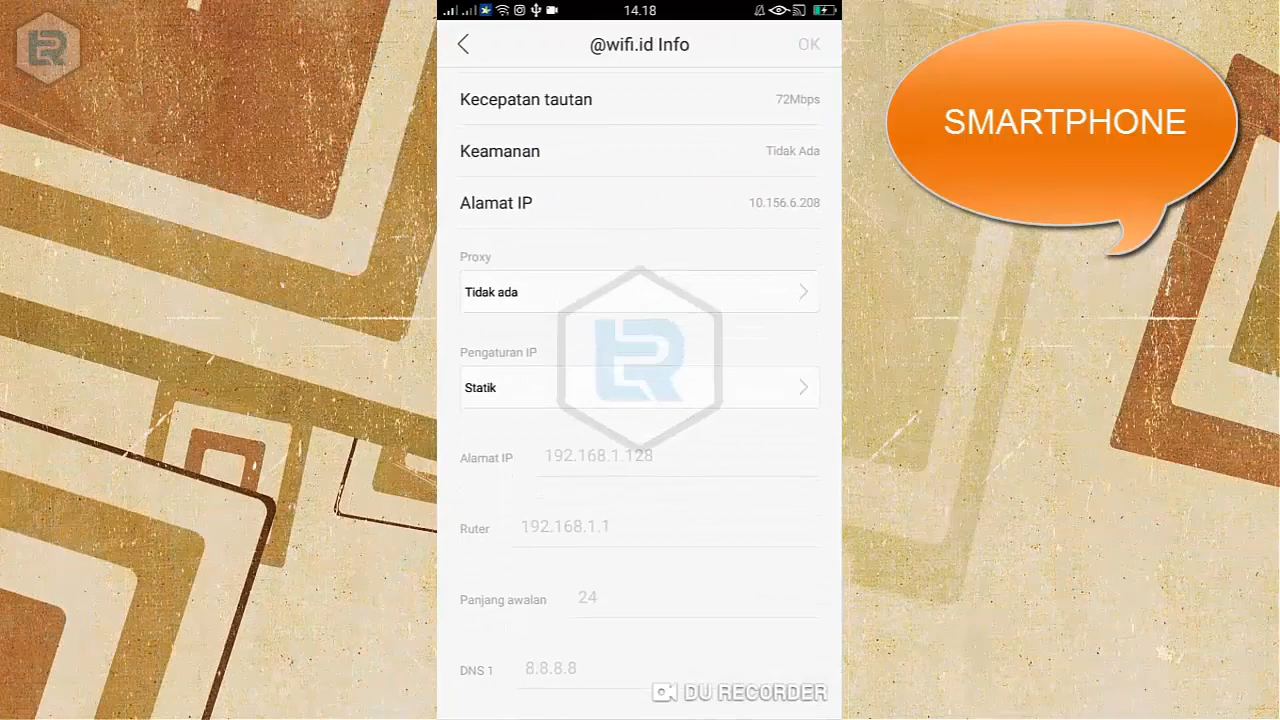 14.18
@wifi.id Info
OK
SMARTPHONE
Kecepatan tautan
72Mbps
Keamanan
Tidak Ada
Alamat IP
10.156.6.208
Proxy
Tidak ada
Pengaturan IP
Statik
Alamat IP
192.168.1.128
Ruter
192.168.1.1
Panjang awalan
24
DNS 1
8.8.8.8
DU RECORDER